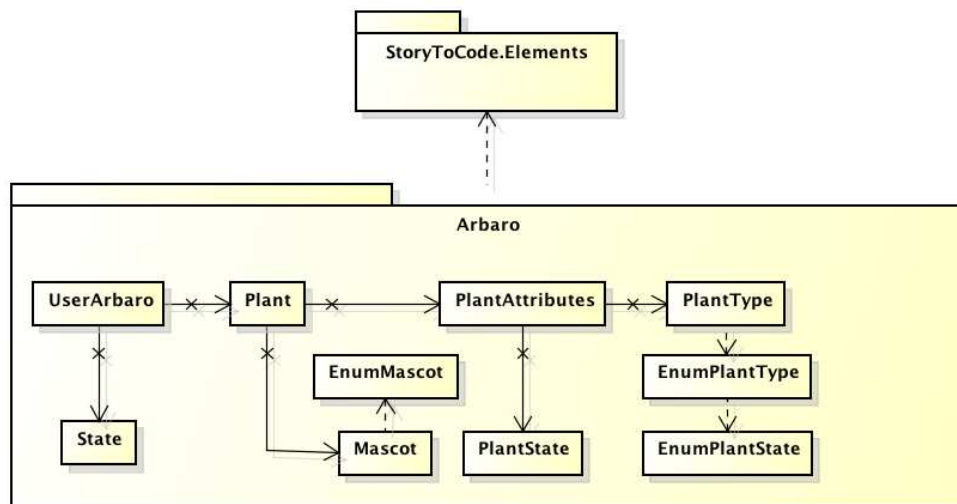 StoryToCode.Elements
Arbaro
UserArbaro
Plant
PlantAttributes
PlantType
EnumMascot
EnumPlantType
State
Mascot
PlantState
EnumPlantState